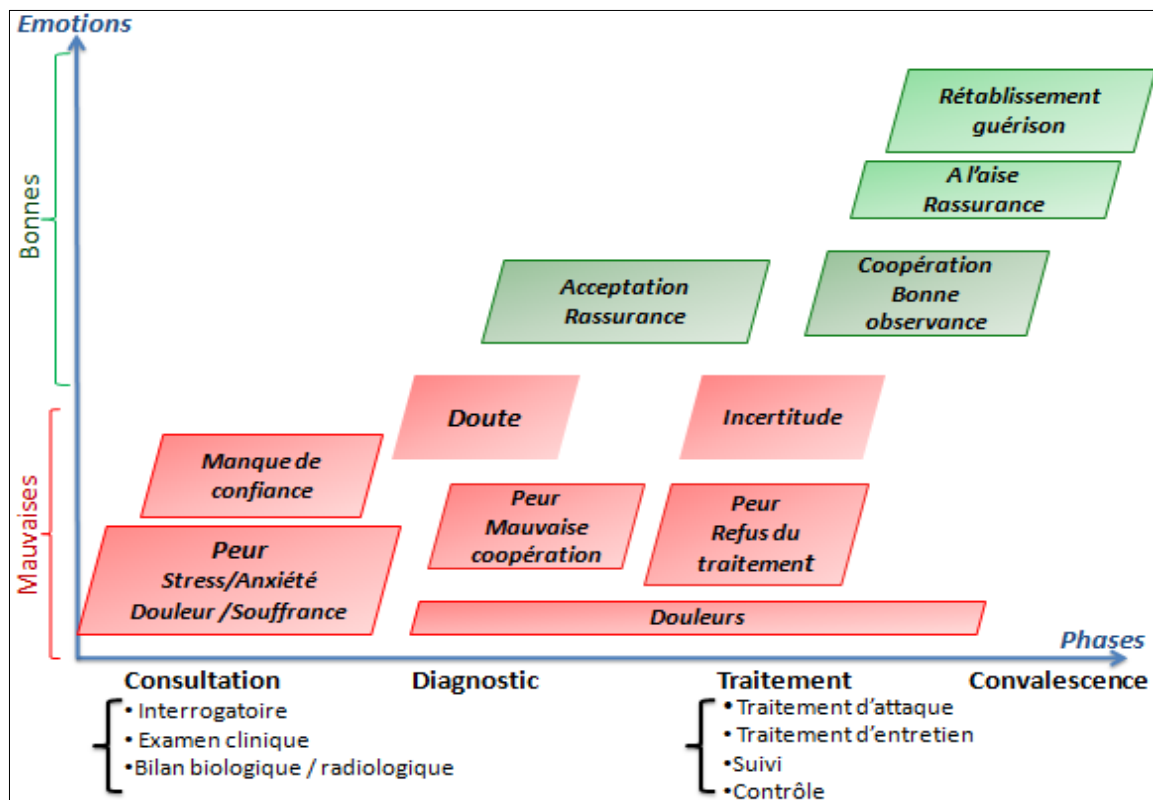 Emotions
Bonnes
Rétablissement
guérison
A l'aise
Rassurance
Acceptation
Rassurance
Coopération
Bonne
observance
Mauvaises
Doute
Incertitude
Manque de
confiance
Peur
Mauvaise
coopération
Peur
Refus du
traitement
Peur
Stress/Anxiété
Douleur /Souffrance
Douleurs
Phases
Consultation
• Interrogatoire
• Examen clinique
•Bilan biologique / radiologique
Diagnostic
Traitement
• Traitement d'attaque
• Traitement d'entretien
•Suivi
• Contrôle
Convalescence